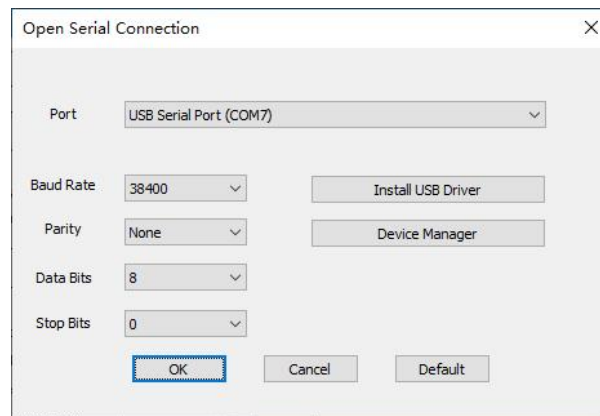 Open Serial Connection
Port USB Serial Port (COM7)
Baud Rate 38400 Install USB Driver
Parity None Device Manager
Data Bits 8
Stop Bits 0
OK Cancel Default